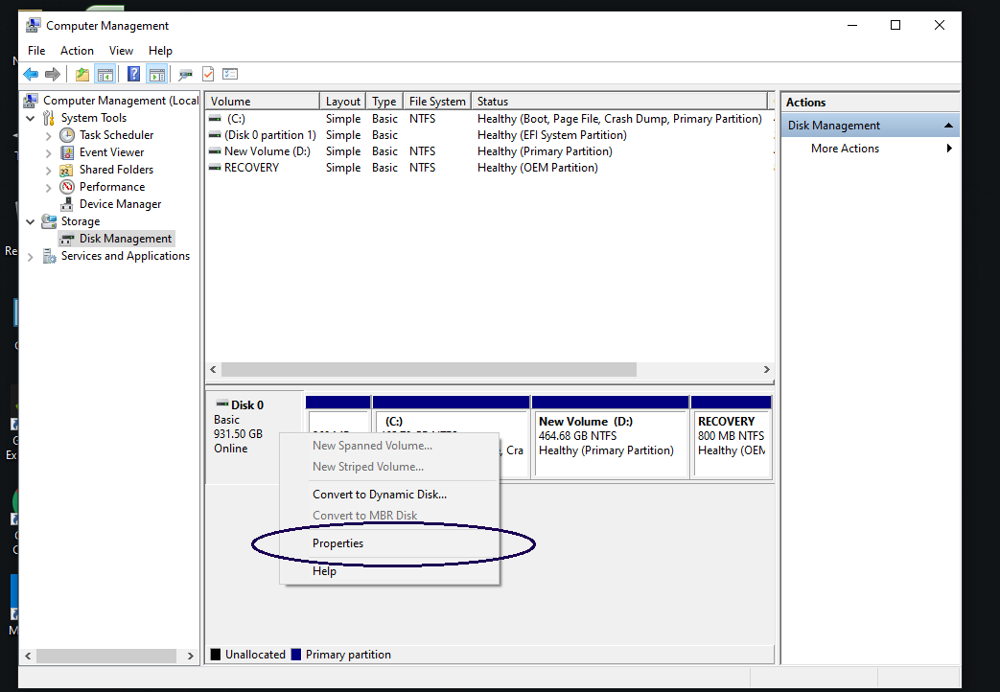 Computer Management
File Action View Help
Computer Management (Local
System Tools
Task Scheduler
Event Viewer
Shared Folders
Performance
Device Manager
Storage
Disk Management
Services and Applications
Volume Layout Type File System Status
(C:) Simple Basic NTFS Healthy (Boot, Page File, Crash Dump, Primary Partition)
(Disk 0 partition 1) Simple Basic Healthy (EFI System Partition)
New Volume (D:) Simple Basic NTFS Healthy (Primary Partition)
RECOVERY Simple Basic NTFS Healthy (OEM Partition)
Disk 0
Basic
931.50 GB
Online
(C:)
, Cra
New Volume (D:)
464.68 GB NTFS
Healthy (Primary Partition)
RECOVERY
800 MB NTFS
Healthy (OEM
New Spanned Volume...
New Striped Volume...
Convert to Dynamic Disk...
Convert to MBR Disk
Properties
Help
Unallocated Primary partition
Actions
Disk Management
More Actions
Re
Ex